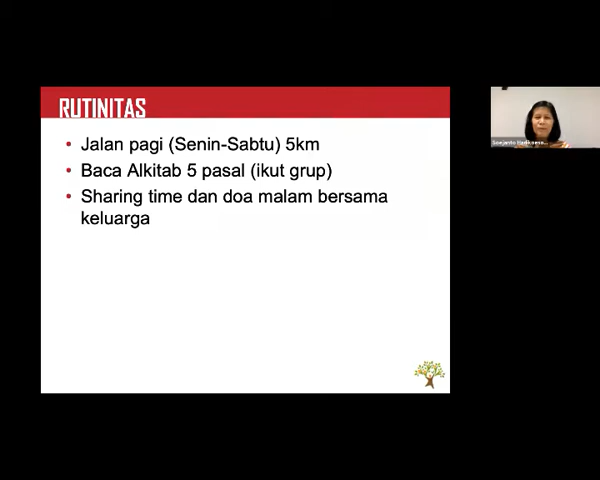 RUTINITAS
• Jalan pagi (Senin-Sabtu) 5km
• Baca Alkitab 5 pasal (ikut grup)
• Sharing time dan doa malam bersama
keluarga
Soejanto